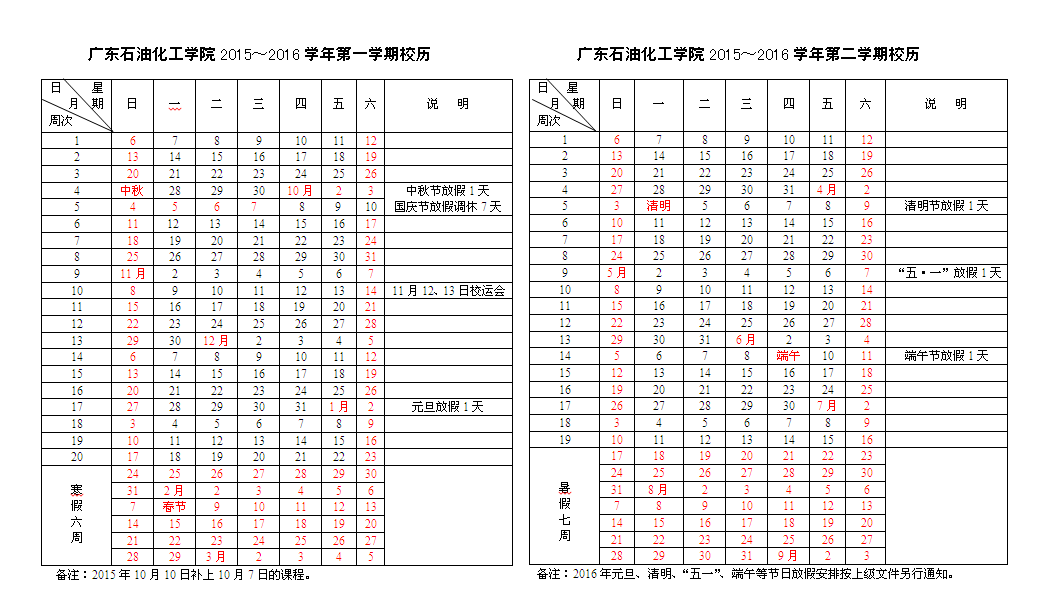 广东石油化工学院 2015～2016 学年第一学期校历
日 星
月 期
周次
日 一 二 三 四 五 六 说 明
1 6 7 8 9 10 11 12
2 13 14 15 16 17 18 19
3 20 21 22 23 24 25 26
4 中秋 28 29 30 10月 2 3 中秋节放假1天
5 4 5 6 7 8 9 10 国庆节放假调休7天
6 11 12 13 14 15 16 17
7 18 19 20 21 22 23 24
8 25 26 27 28 29 30 31
9 11月 2 3 4 5 6 7
10 8 9 10 11 12 13 14 11月12、13日校运会
11 15 16 17 18 19 20 21
12 22 23 24 25 26 27 28
13 29 30 12月 2 3 4 5
14 6 7 8 9 10 11 12
15 13 14 15 16 17 18 19
16 20 21 22 23 24 25 26
17 27 28 29 30 31 1月 2 元旦放假1天
18 3 4 5 6 7 8 9
19 10 11 12 13 14 15 16
20 17 18 19 20 21 22 23
寒假六周
24 25 26 27 28 29 30
31 2月 2 3 4 5 6
7 春节 9 10 11 12 13
14 15 16 17 18 19 20
21 22 23 24 25 26 27
28 29 3月 2 3 4 5
备注：2015年10月10日补上10月7日的课程。
广东石油化工学院 2015～2016 学年第二学期校历
日 星
月 期
周次
日 一 二 三 四 五 六 说 明
1 6 7 8 9 10 11 12
2 13 14 15 16 17 18 19
3 20 21 22 23 24 25 26
4 27 28 29 30 31 4月 2
5 3 清明 5 6 7 8 9 清明节放假1天
6 10 11 12 13 14 15 16
7 17 18 19 20 21 22 23
8 24 25 26 27 28 29 30
9 5月 2 3 4 5 6 7 “五·一”放假1天
10 8 9 10 11 12 13 14
11 15 16 17 18 19 20 21
12 22 23 24 25 26 27 28
13 29 30 31 6月 2 3 4
14 5 6 7 8 端午 10 11 端午节放假1天
15 12 13 14 15 16 17 18
16 19 20 21 22 23 24 25
17 26 27 28 29 30 7月 2
18 3 4 5 6 7 8 9
19 10 11 12 13 14 15 16
暑假七周
17 18 19 20 21 22 23
24 25 26 27 28 29 30
31 8月 2 3 4 5 6
7 8 9 10 11 12 13
14 15 16 17 18 19 20
21 22 23 24 25 26 27
28 29 30 31 9月 2 3
备注：2016年元旦、清明、“五一”、端午等节日放假安排按上级文件另行通知。